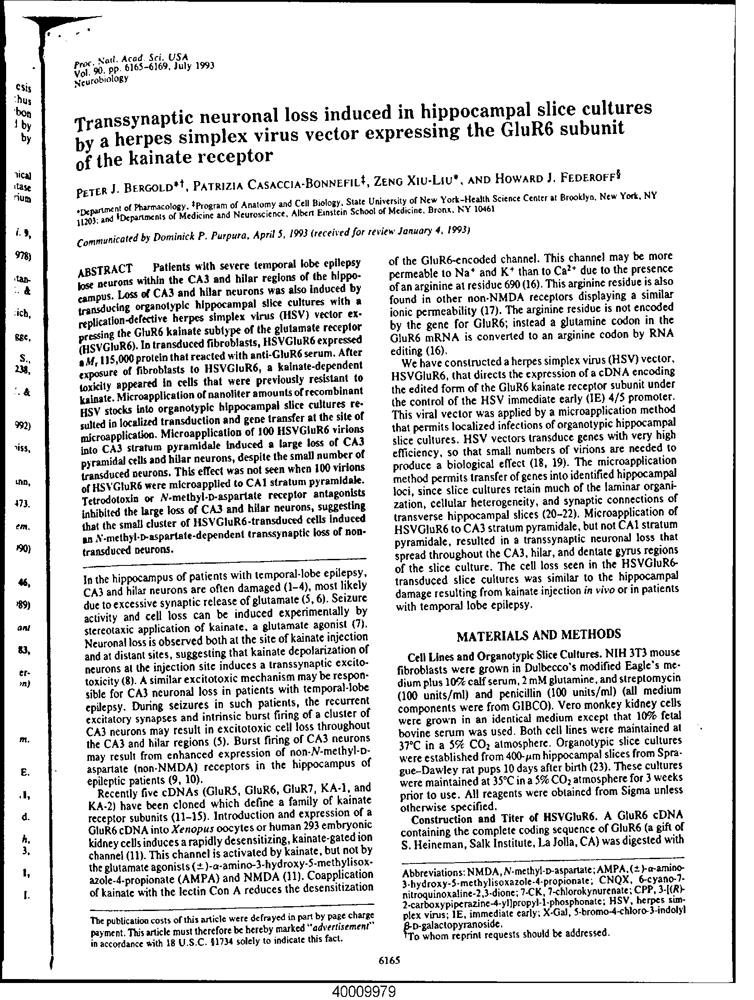 Proc. Natl. Acad. Sci. USA
Vol. 90, pp. 6165-6169, July 1993
Neurobiology
Transsynaptic neuronal loss induced in hippocampal slice cultures
by a herpes simplex virus vector expressing the GluR6 subunit
of the kainate receptor
PETER J. BERGOLD*†, PATRIZIA CASACCIA-BONNEFIL‡, ZENG XIU-LIU*, AND HOWARD J. FEDEROFF§
*Department of Pharmacology, ‡Program of Anatomy and Cell Biology, State University of New York–Health Science Center at Brooklyn, New York, NY
11203; and §Departments of Medicine and Neuroscience, Albert Einstein School of Medicine, Bronx, NY 10461
Communicated by Dominick P. Purpura, April 5, 1993 (received for review January 4, 1993)
ABSTRACT Patients with severe temporal lobe epilepsy
lose neurons within the CA3 and hilar regions of the hippo-
campus. Loss of CA3 and hilar neurons was also induced by
transducing organotypic hippocampal slice cultures with a
replication-defective herpes simplex virus (HSV) vector ex-
pressing the GluR6 kainate subtype of the glutamate receptor
(HSVGluR6). In transduced fibroblasts, HSVGluR6 expressed
a Mr 115,000 protein that reacted with anti-GluR6 serum. After
exposure of fibroblasts to HSVGluR6, a kainate-dependent
toxicity appeared in cells that were previously resistant to
kainate. Microapplication of nanoliter amounts of recombinant
HSV stocks into organotypic hippocampal slice cultures re-
sulted in localized transduction and gene transfer at the site of
microapplication. Microapplication of 100 HSVGluR6 virions
into CA3 stratum pyramidale induced a large loss of CA3
pyramidal cells and hilar neurons, despite the small number of
transduced neurons. This effect was not seen when 100 virions
of HSVGluR6 were microapplied to CA1 stratum pyramidale.
Tetrodotoxin or N-methyl-D-aspartate receptor antagonists
inhibited the large loss of CA3 and hilar neurons, suggesting
that the small cluster of HSVGluR6-transduced cells induced
an N-methyl-D-aspartate-dependent transsynaptic loss of non-
transduced neurons.
In the hippocampus of patients with temporal-lobe epilepsy,
CA3 and hilar neurons are often damaged (1–4), most likely
due to excessive synaptic release of glutamate (5, 6). Seizure
activity and cell loss can be induced experimentally by
stereotaxic application of kainate, a glutamate agonist (7).
Neuronal loss is observed both at the site of kainate injection
and at distant sites, suggesting that kainate depolarization of
neurons at the injection site induces a transsynaptic excito-
toxicity (8). A similar excitotoxic mechanism may be respon-
sible for CA3 neuronal loss in patients with temporal-lobe
epilepsy. During seizures in such patients, the recurrent
excitatory synapses and intrinsic burst firing of a cluster of
CA3 neurons may result in excitotoxic cell loss throughout
the CA3 and hilar regions (5). Burst firing of CA3 neurons
may result from enhanced expression of non-N-methyl-D-
aspartate (non-NMDA) receptors in the hippocampus of
epileptic patients (9, 10).
Recently five cDNAs (GluR5, GluR6, GluR7, KA-1, and
KA-2) have been cloned which define a family of kainate
receptor subunits (11–15). Introduction and expression of a
GluR6 cDNA into Xenopus oocytes or human 293 embryonic
kidney cells induces a rapidly desensitizing, kainate-gated ion
channel (11). This channel is activated by kainate, but not by
the glutamate agonists (±)-α-amino-3-hydroxy-5-methylisox-
azole-4-propionate (AMPA) and NMDA (11). Coapplication
of kainate with the lectin Con A reduces the desensitization
The publication costs of this article were defrayed in part by page charge
payment. This article must therefore be hereby marked "advertisement"
in accordance with 18 U.S.C. §1734 solely to indicate this fact.
of the GluR6-encoded channel. This channel may be more
permeable to Na+ and K+ than to Ca2+ due to the presence
of an arginine at residue 690 (16). This arginine residue is also
found in other non-NMDA receptors displaying a similar
ionic permeability (17). The arginine residue is not encoded
by the gene for GluR6; instead a glutamine codon in the
GluR6 mRNA is converted to an arginine codon by RNA
editing (16).
We have constructed a herpes simplex virus (HSV) vector,
HSVGluR6, that directs the expression of a cDNA encoding
the edited form of the GluR6 kainate receptor subunit under
the control of the HSV immediate early (IE) 4/5 promoter.
This viral vector was applied by a microapplication method
that permits localized infections of organotypic hippocampal
slice cultures. HSV vectors transduce genes with very high
efficiency, so that small numbers of virions are needed to
produce a biological effect (18, 19). The microapplication
method permits transfer of genes into identified hippocampal
loci, since slice cultures retain much of the laminar organi-
zation, cellular heterogeneity, and synaptic connections of
transverse hippocampal slices (20–22). Microapplication of
HSVGluR6 to CA3 stratum pyramidale, but not CA1 stratum
pyramidale, resulted in a transsynaptic neuronal loss that
spread throughout the CA3, hilar, and dentate gyrus regions
of the slice culture. The cell loss seen in the HSVGluR6-
transduced slice cultures was similar to the hippocampal
damage resulting from kainate injection in vivo or in patients
with temporal lobe epilepsy.
MATERIALS AND METHODS
Cell Lines and Organotypic Slice Cultures. NIH 3T3 mouse
fibroblasts were grown in Dulbecco's modified Eagle's me-
dium plus 10% calf serum, 2 mM glutamine, and streptomycin
(100 units/ml) and penicillin (100 units/ml) (all medium
components were from GIBCO). Vero monkey kidney cells
were grown in an identical medium except that 10% fetal
bovine serum was used. Both cell lines were maintained at
37°C in a 5% CO2 atmosphere. Organotypic slice cultures
were established from 400-μm hippocampal slices from Spra-
gue–Dawley rat pups 10 days after birth (23). These cultures
were maintained at 35°C in a 5% CO2 atmosphere for 3 weeks
prior to use. All reagents were obtained from Sigma unless
otherwise specified.
Construction and Titer of HSVGluR6. A GluR6 cDNA
containing the complete coding sequence of GluR6 (a gift of
S. Heineman, Salk Institute, La Jolla, CA) was digested with
Abbreviations: NMDA, N-methyl-D-aspartate; AMPA, (±)-α-amino-
3-hydroxy-5-methylisoxazole-4-propionate; CNQX, 6-cyano-7-
nitroquinoxaline-2,3-dione; 7-CK, 7-chlorokynurenate; CPP, 3-[(R)-
2-carboxypiperazine-4-yl]propyl-1-phosphonate; HSV, herpes sim-
plex virus; IE, immediate early; X-Gal, 5-bromo-4-chloro-3-indolyl
β-D-galactopyranoside.
†To whom reprint requests should be addressed.
6165
40009979